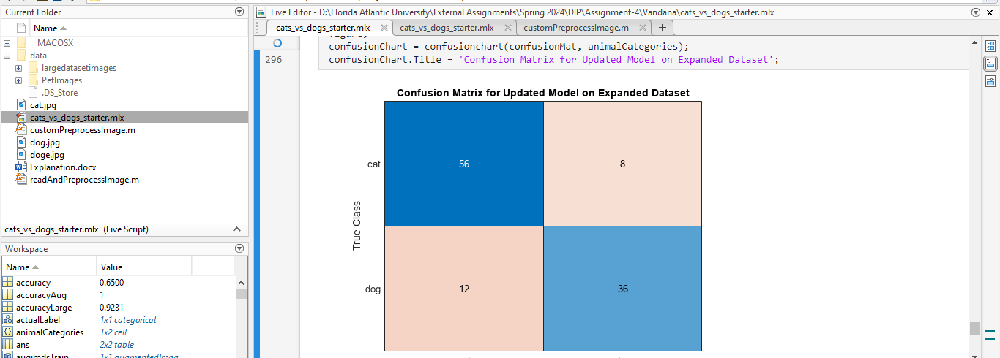 Current Folder
Live Editor - D:\Florida Atlantic University\External Assignments\Spring 2024\DIP\Assignment-4\Vandana\cats_vs_dogs_starter.mlx
Name
cats_vs_dogs_starter.mlx
cats_vs_dogs_starter.mlx
customPreprocessImage.m
__MACOSX
data
largedatasetimages
PetImages
.DS_Store
cat.jpg
cats_vs_dogs_starter.mlx
customPreprocessImage.m
dog.jpg
doge.jpg
Explanation.docx
readAndPreprocessImage.m
cats_vs_dogs_starter.mlx (Live Script)
Workspace
Name Value
accuracy 0.6500
accuracyAug 1
accuracyLarge 0.9231
actualLabel 1x1 categorical
animalCategories 1x2 cell
ans 2x2 table
augimdsTrain 1x1 augmentedImag...
confusionChart = confusionchart(confusionMat, animalCategories);
296 confusionChart.Title = 'Confusion Matrix for Updated Model on Expanded Dataset';
Confusion Matrix for Updated Model on Expanded Dataset
True Class
cat 56 8
dog 12 36